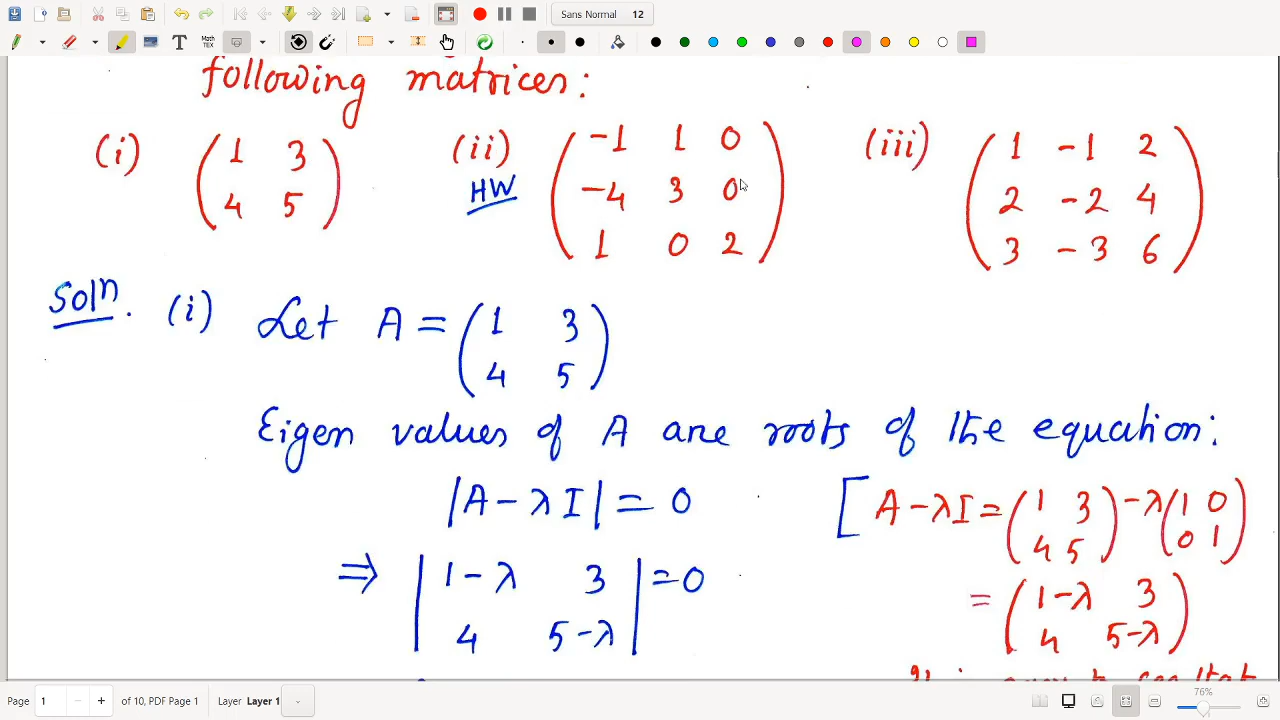 Sans Normal 12
MATH TEX
following matrices:
(i) (1 3 (ii) (-1 1 0 (iii) (1 -1 2
4 5) HW -4 3 0 2 -2 4
1 0 2) 3 -3 6)
Soln. (i) Let A = (1 3
4 5)
Eigen values of A are roots of the equation:
|A - λI| = 0
⇒ |1-λ 3
4 5-λ| = 0
[A - λI = (1 3
4 5) - λ(1 0
0 1)
= (1-λ 3
4 5-λ)
Page 1 of 10, PDF Page 1 Layer Layer 1 76%